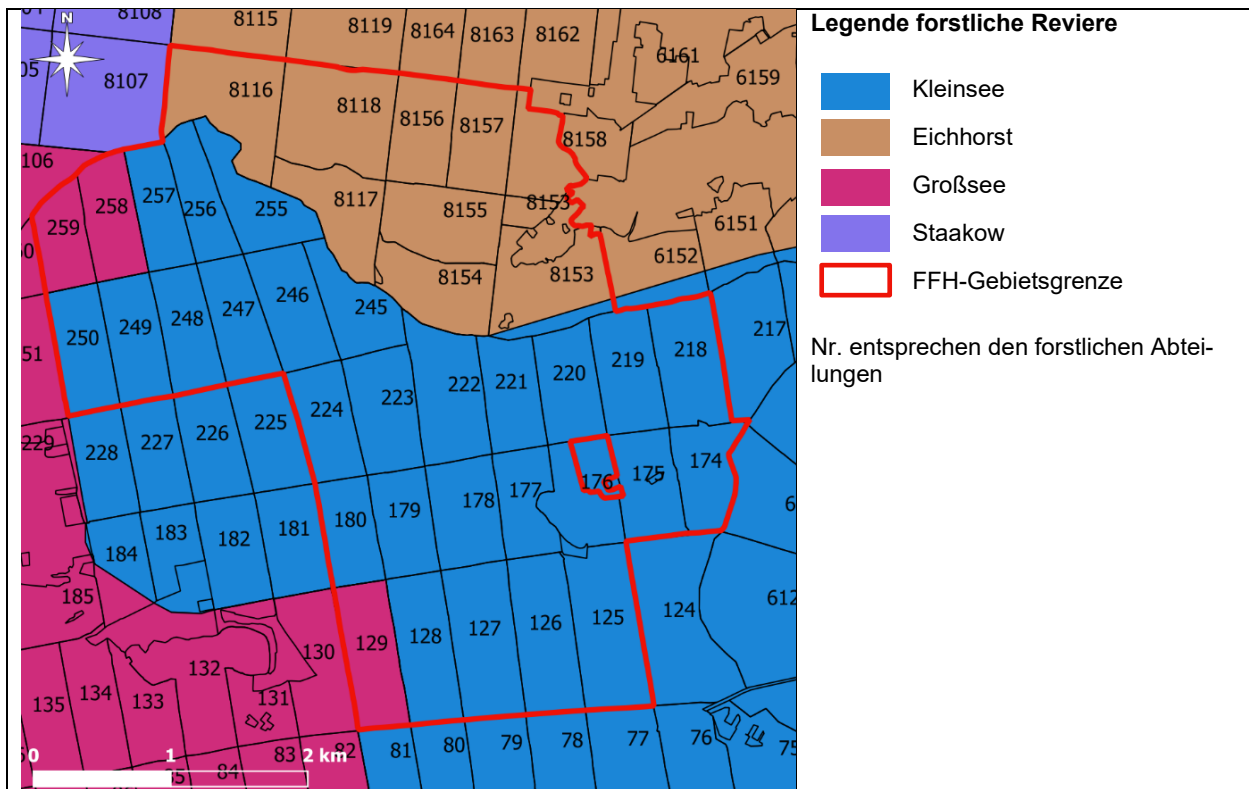 Legende forstliche Reviere
Kleinsee
Eichhorst
Großsee
Staakow
FFH-Gebietsgrenze
Nr. entsprechen den forstlichen Abtei-
lungen
N
8108 8115 8119 8164 8163 8162
6161
8107 8116 8118 8156 8157 8158 6159
106
259 258 257 256 255 8117 8155 8153 6151
8154 8153 6152
250 249 248 247 246 245
51 217
224 223 222 221 220 219 218
229 228 227 226 225
180 179 178 177 176 175 174
184 183 182 181
185
135 134 133 132 131 130 129 128 127 126 125 124 612
83 82 81 80 79 78 77 76 75
84
0 1 2 km